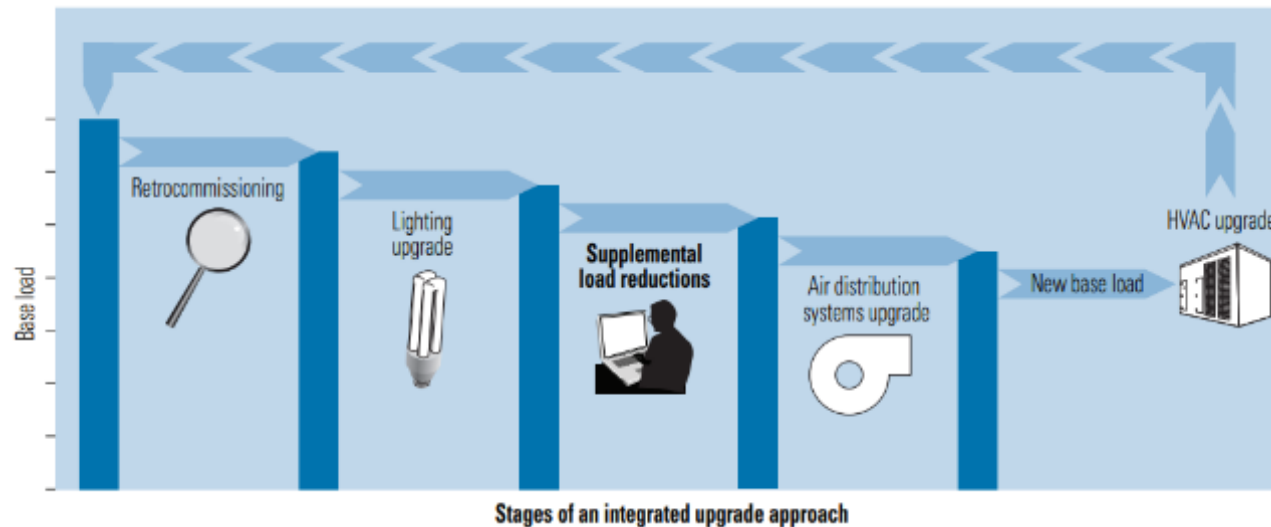 Retrocommissioning
Lighting
upgrade
Supplemental
load reductions
Air distribution
systems upgrade
New base load
HVAC upgrade
Base load
Stages of an integrated upgrade approach